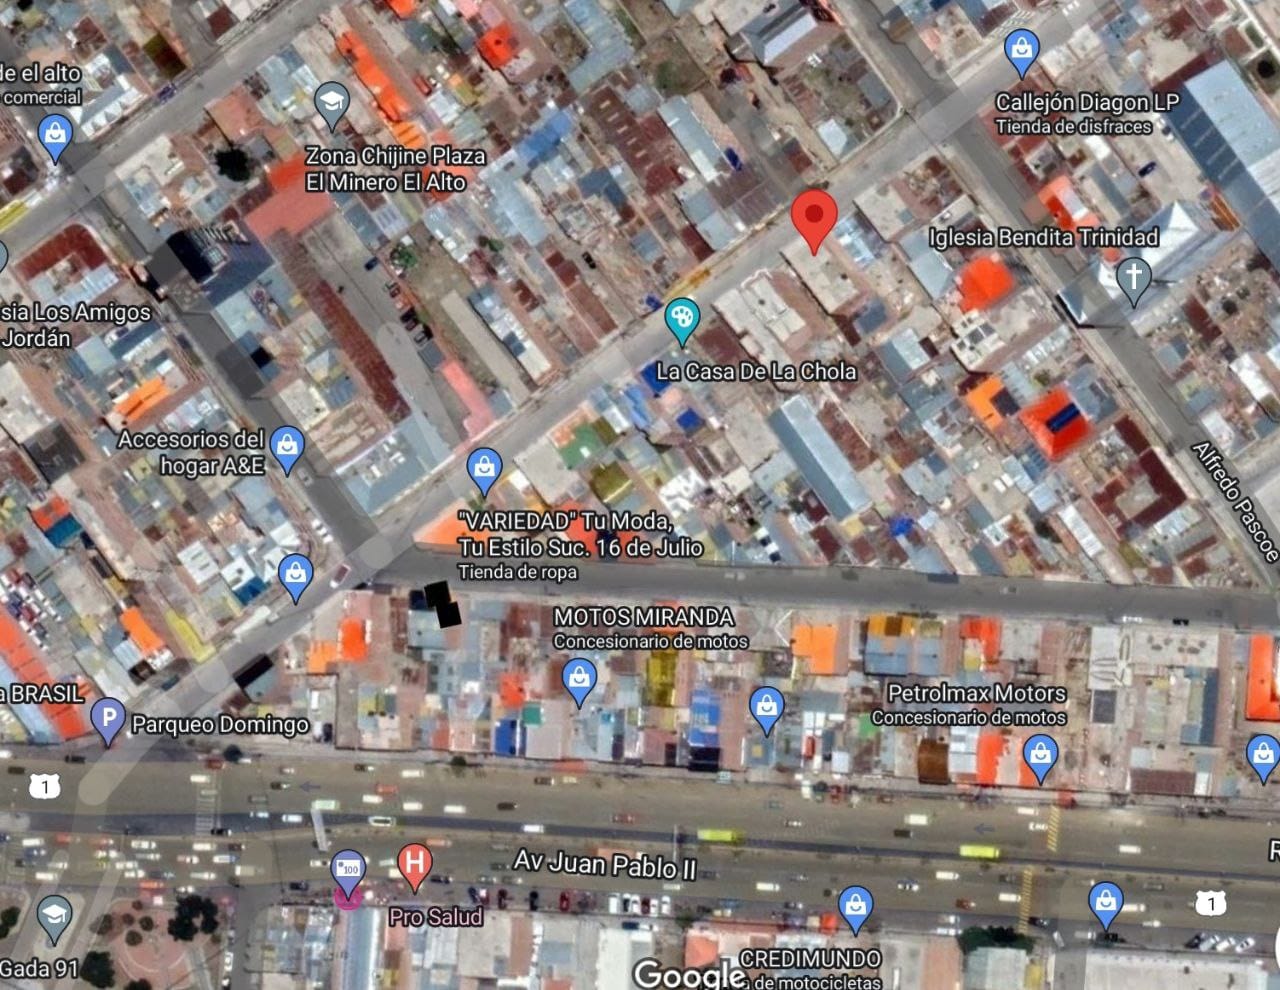 de el alto
comercial
Zona Chijine Plaza
El Minero El Alto
Callejón Diagon LP
Tienda de disfraces
Iglesia Bendita Trinidad
sia Los Amigos
Jordán
La Casa De La Chola
Accesorios del
hogar A&E
Alfredo Pascoe
"VARIEDAD" Tu Moda,
Tu Estilo Suc. 16 de Julio
Tienda de ropa
MOTOS MIRANDA
Concesionario de motos
a BRASIL
P
Parqueo Domingo
Petrolmax Motors
Concesionario de motos
1
Av Juan Pablo II
R
100
H
Pro Salud
1
Gada 91
Google
CREDIMUNDO
a de motocicletas